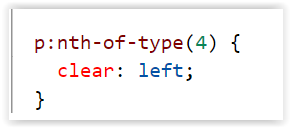 p:nth-of-type(4) {
  clear: left;
}